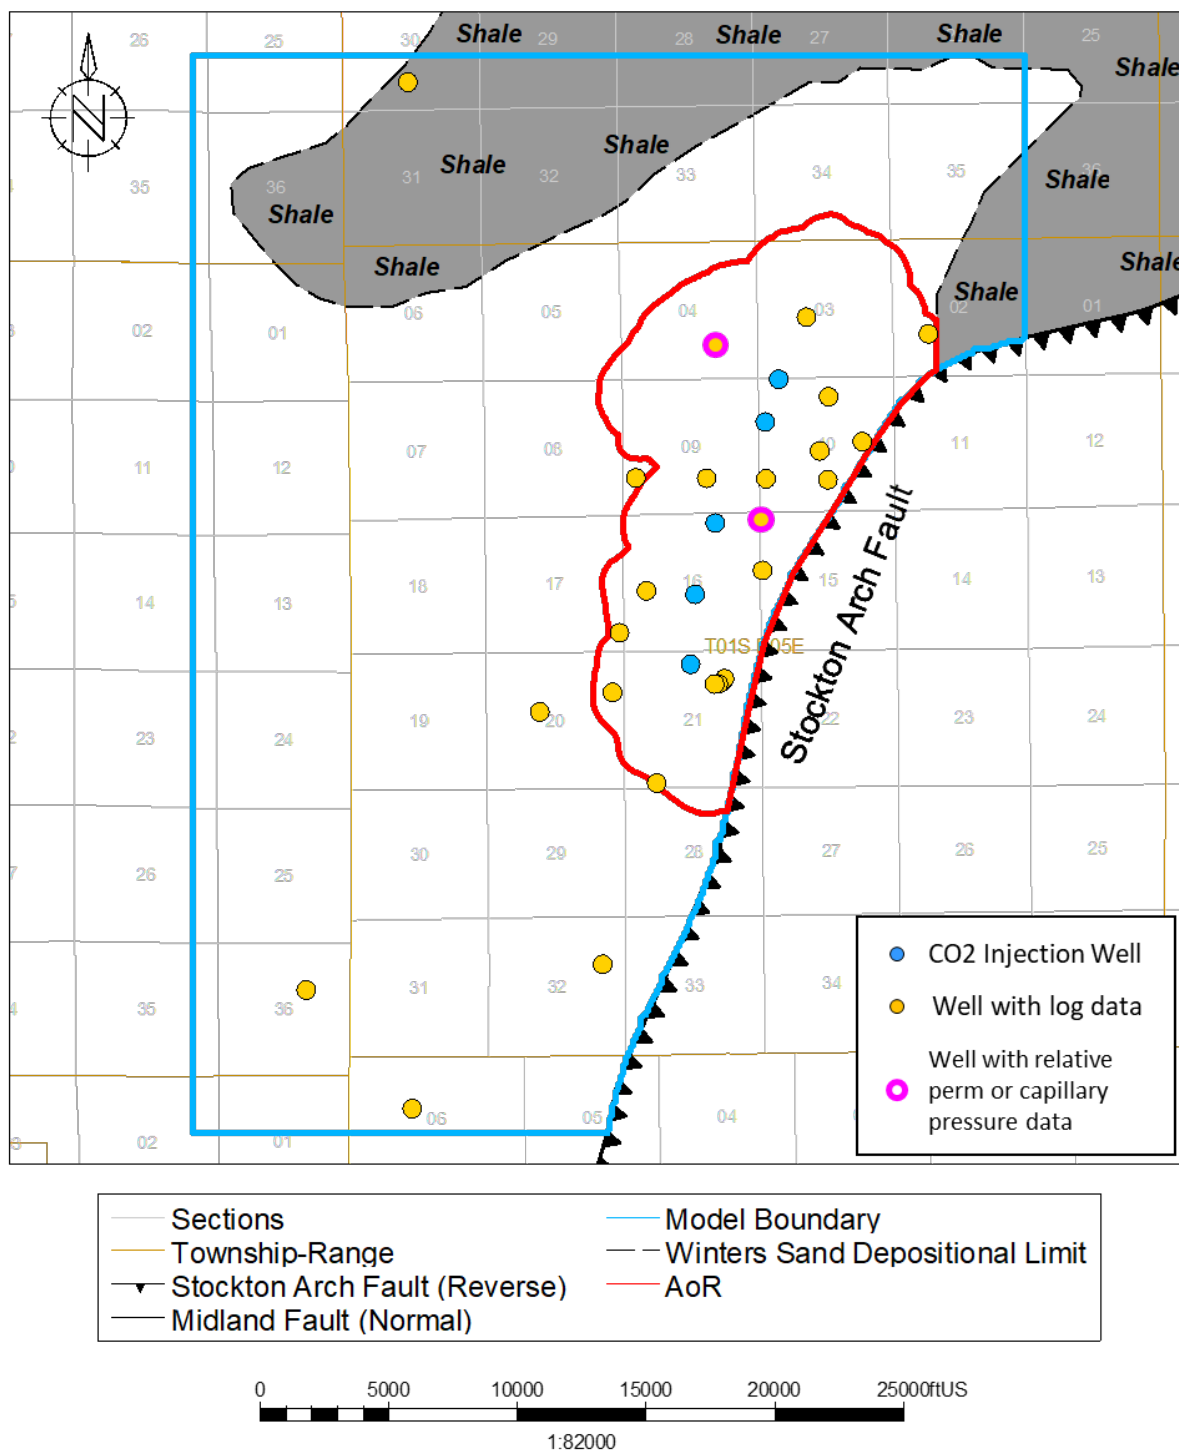 26 25 30 Shale 29 28 Shale 27 Shale 25
Shale
N
35 36 31 Shale 32 Shale 33 34 35 Shale 36
Shale
Shale Shale
02 01 06 05 04 03 Shale 02 01
11 12 07 08 09 10 11 12
14 13 18 17 16 15 14 13
T01S 05E
Stockton Arch Fault
23 24 19 20 21 22 23 24
26 25 30 29 28 27 26 25
35 36 31 32 33 34
02 01 06 05 04
CO2 Injection Well
Well with log data
Well with relative
perm or capillary
pressure data
Sections
Township-Range
Stockton Arch Fault (Reverse)
Midland Fault (Normal)
Model Boundary
Winters Sand Depositional Limit
AoR
0 5000 10000 15000 20000 25000ftUS
1:82000